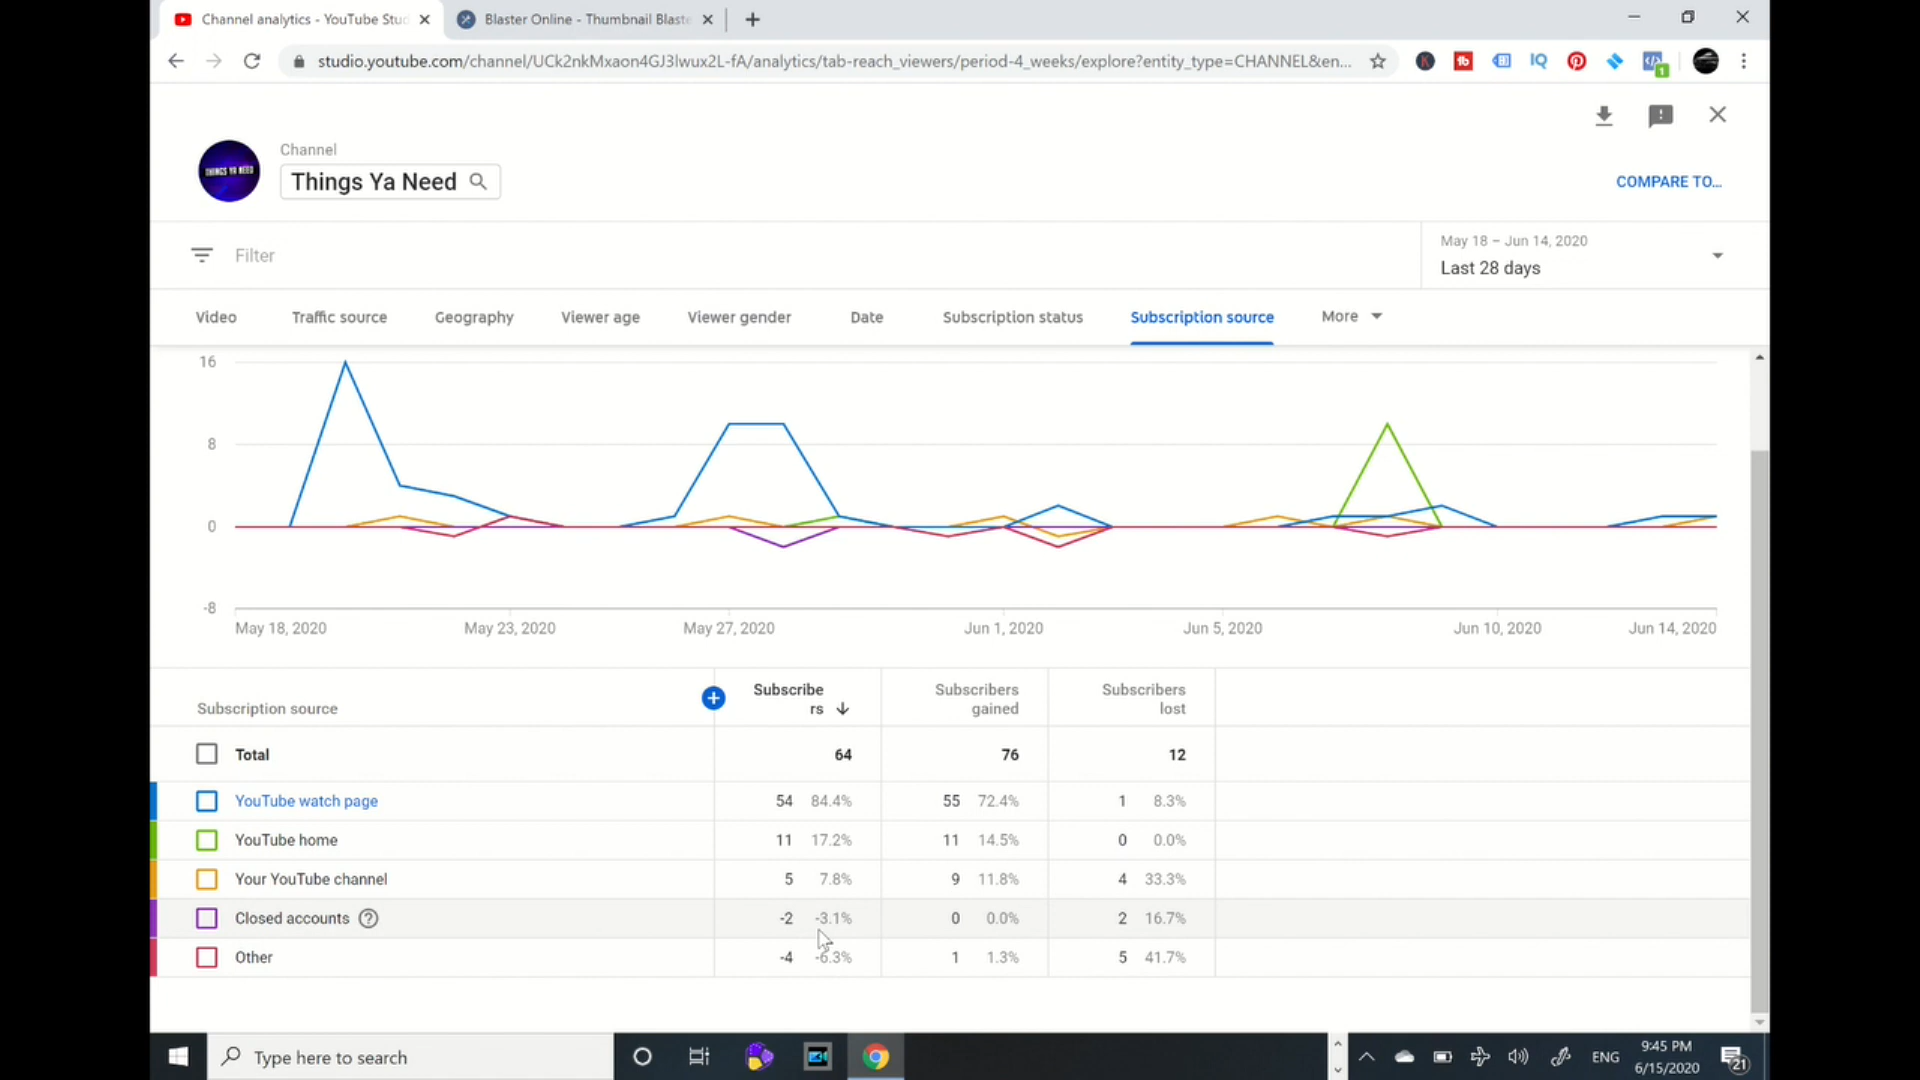 Channel analytics - YouTube Stud
Blaster Online - Thumbnail Blaste
studio.youtube.com/channel/UCk2nkMxaon4GJ3lwux2L-fA/analytics/tab-reach_viewers/period-4_weeks/explore?entity_type=CHANNEL&en...
K
tb
IQ
1
THINGS YA NEED
Channel
Things Ya Need
COMPARE TO...
Filter
May 18 – Jun 14, 2020
Last 28 days
Video Traffic source Geography Viewer age Viewer gender Date Subscription status Subscription source More
16
8
0
-8
May 18, 2020 May 23, 2020 May 27, 2020 Jun 1, 2020 Jun 5, 2020 Jun 10, 2020 Jun 14, 2020
Subscription source
Subscribe
rs
Subscribers
gained
Subscribers
lost
Total 64 76 12
YouTube watch page 54 84.4% 55 72.4% 1 8.3%
YouTube home 11 17.2% 11 14.5% 0 0.0%
Your YouTube channel 5 7.8% 9 11.8% 4 33.3%
Closed accounts ? -2 -3.1% 0 0.0% 2 16.7%
Other -4 -6.3% 1 1.3% 5 41.7%
Type here to search
ENG
9:45 PM
6/15/2020
21